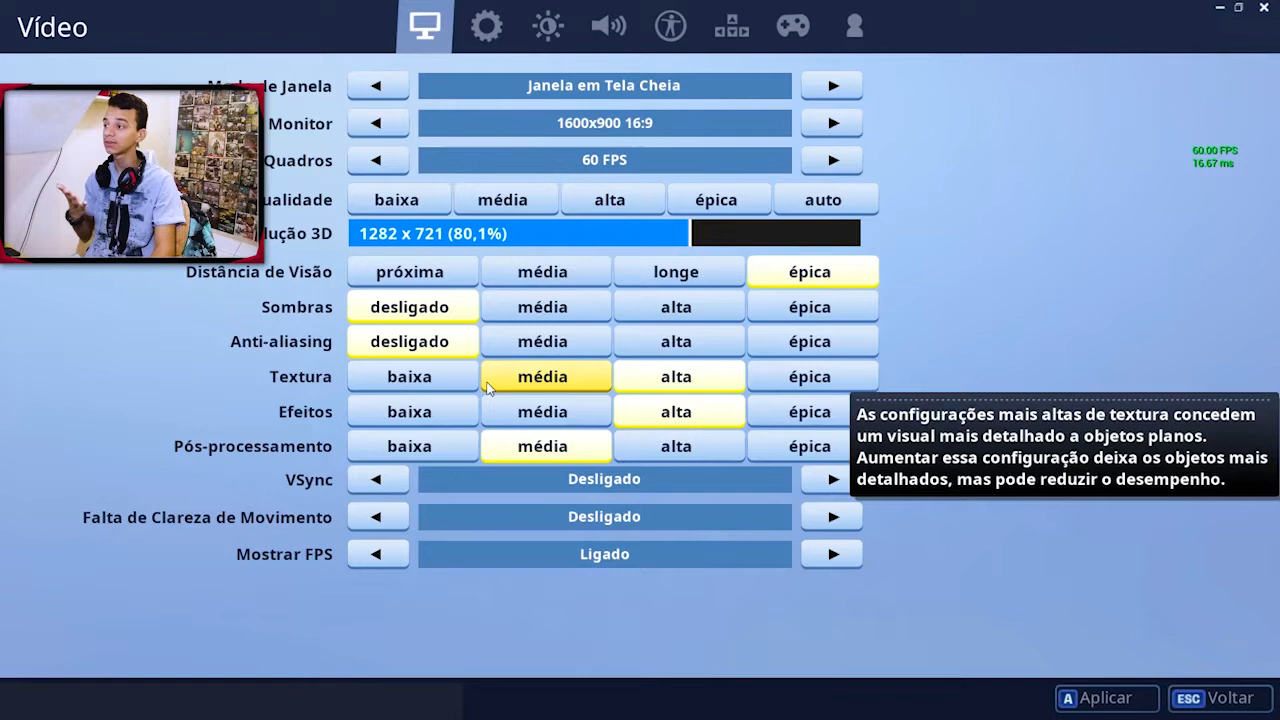 Vídeo
de Janela
Janela em Tela Cheia
Monitor
1600x900 16:9
Quadros
60 FPS
60.00 FPS
16.67 ms
ualidade
baixa
média
alta
épica
auto
lução 3D
1282 x 721 (80,1%)
Distância de Visão
próxima
média
longe
épica
Sombras
desligado
média
alta
épica
Anti-aliasing
desligado
média
alta
épica
Textura
baixa
média
alta
épica
Efeitos
baixa
média
alta
épica
Pós-processamento
baixa
média
alta
épica
As configurações mais altas de textura concedem
um visual mais detalhado a objetos planos.
Aumentar essa configuração deixa os objetos mais
detalhados, mas pode reduzir o desempenho.
VSync
Desligado
Falta de Clareza de Movimento
Desligado
Mostrar FPS
Ligado
A Aplicar
ESC Voltar